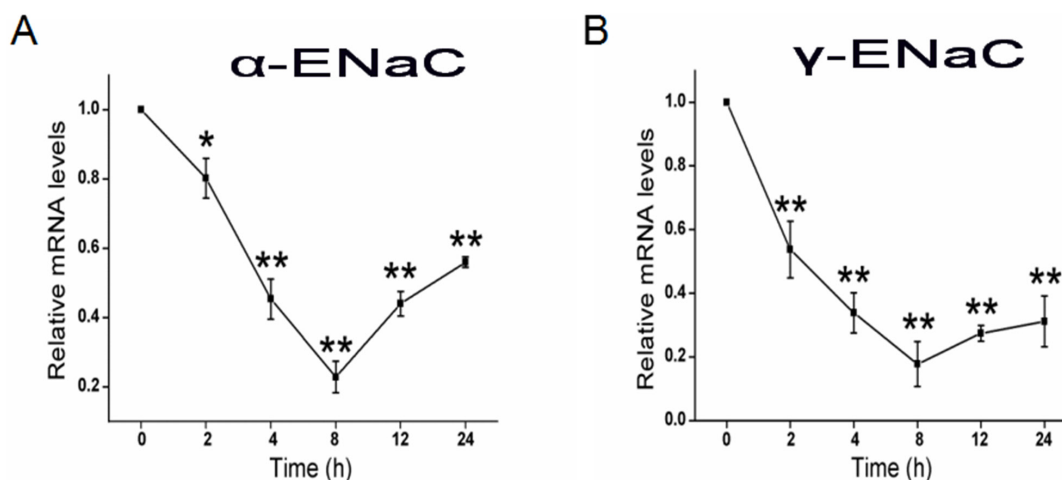 A
α-ENaC
Relative mRNA levels
1.0
0.8
0.6
0.4
0.2
*
**
**
**
**
0 2 4 8 12 24
Time (h)
B
γ-ENaC
Relative mRNA levels
1.0
0.8
0.6
0.4
0.2
0.0
**
**
**
**
**
0 2 4 8 12 24
Time (h)